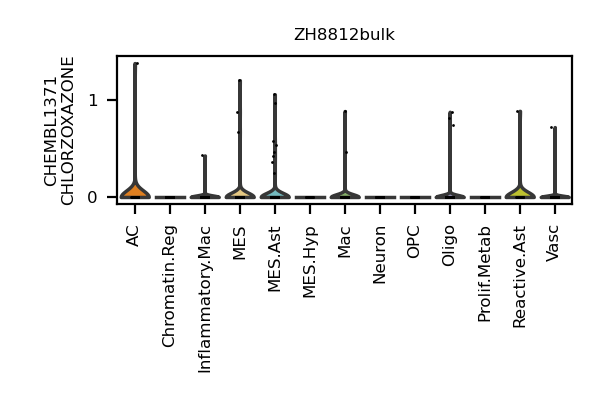 ZH8812bulk
CHEMBL1371
CHLORZOXAZONE
1
0
AC
Chromatin.Reg
Inflammatory.Mac
MES
MES.Ast
MES.Hyp
Mac
Neuron
OPC
Oligo
Prolif.Metab
Reactive.Ast
Vasc